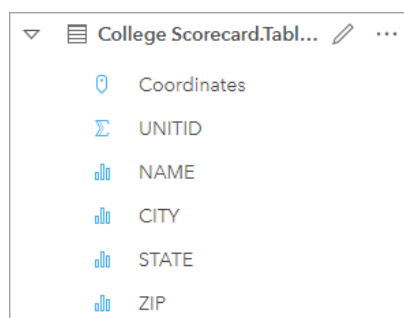 College Scorecard.Tabl...
Coordinates
UNITID
NAME
CITY
STATE
ZIP